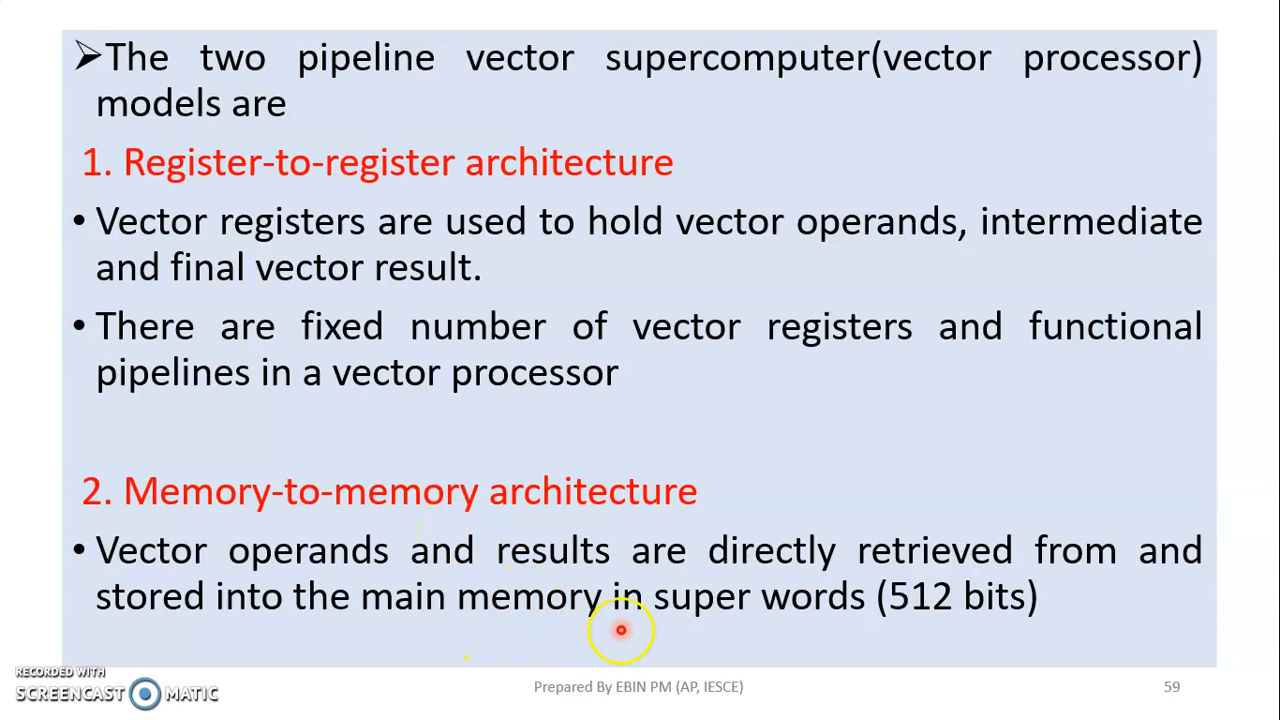 ➢The two pipeline vector supercomputer(vector processor)
models are
1. Register-to-register architecture
• Vector registers are used to hold vector operands, intermediate
and final vector result.
• There are fixed number of vector registers and functional
pipelines in a vector processor
2. Memory-to-memory architecture
• Vector operands and results are directly retrieved from and
stored into the main memory in super words (512 bits)
RECORDED WITH
SCREENCAST MATIC
Prepared By EBIN PM (AP, IESCE)
59